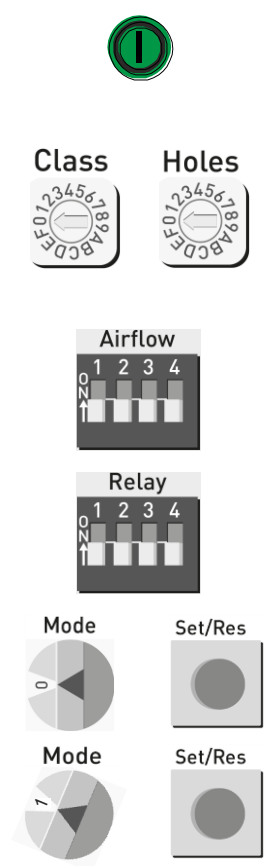 I
Class Holes
0123456789ABCDEF 0123456789ABCDEF
Airflow
1 2 3 4
ON
Relay
1 2 3 4
ON
Mode Set/Res
0
Mode Set/Res
1